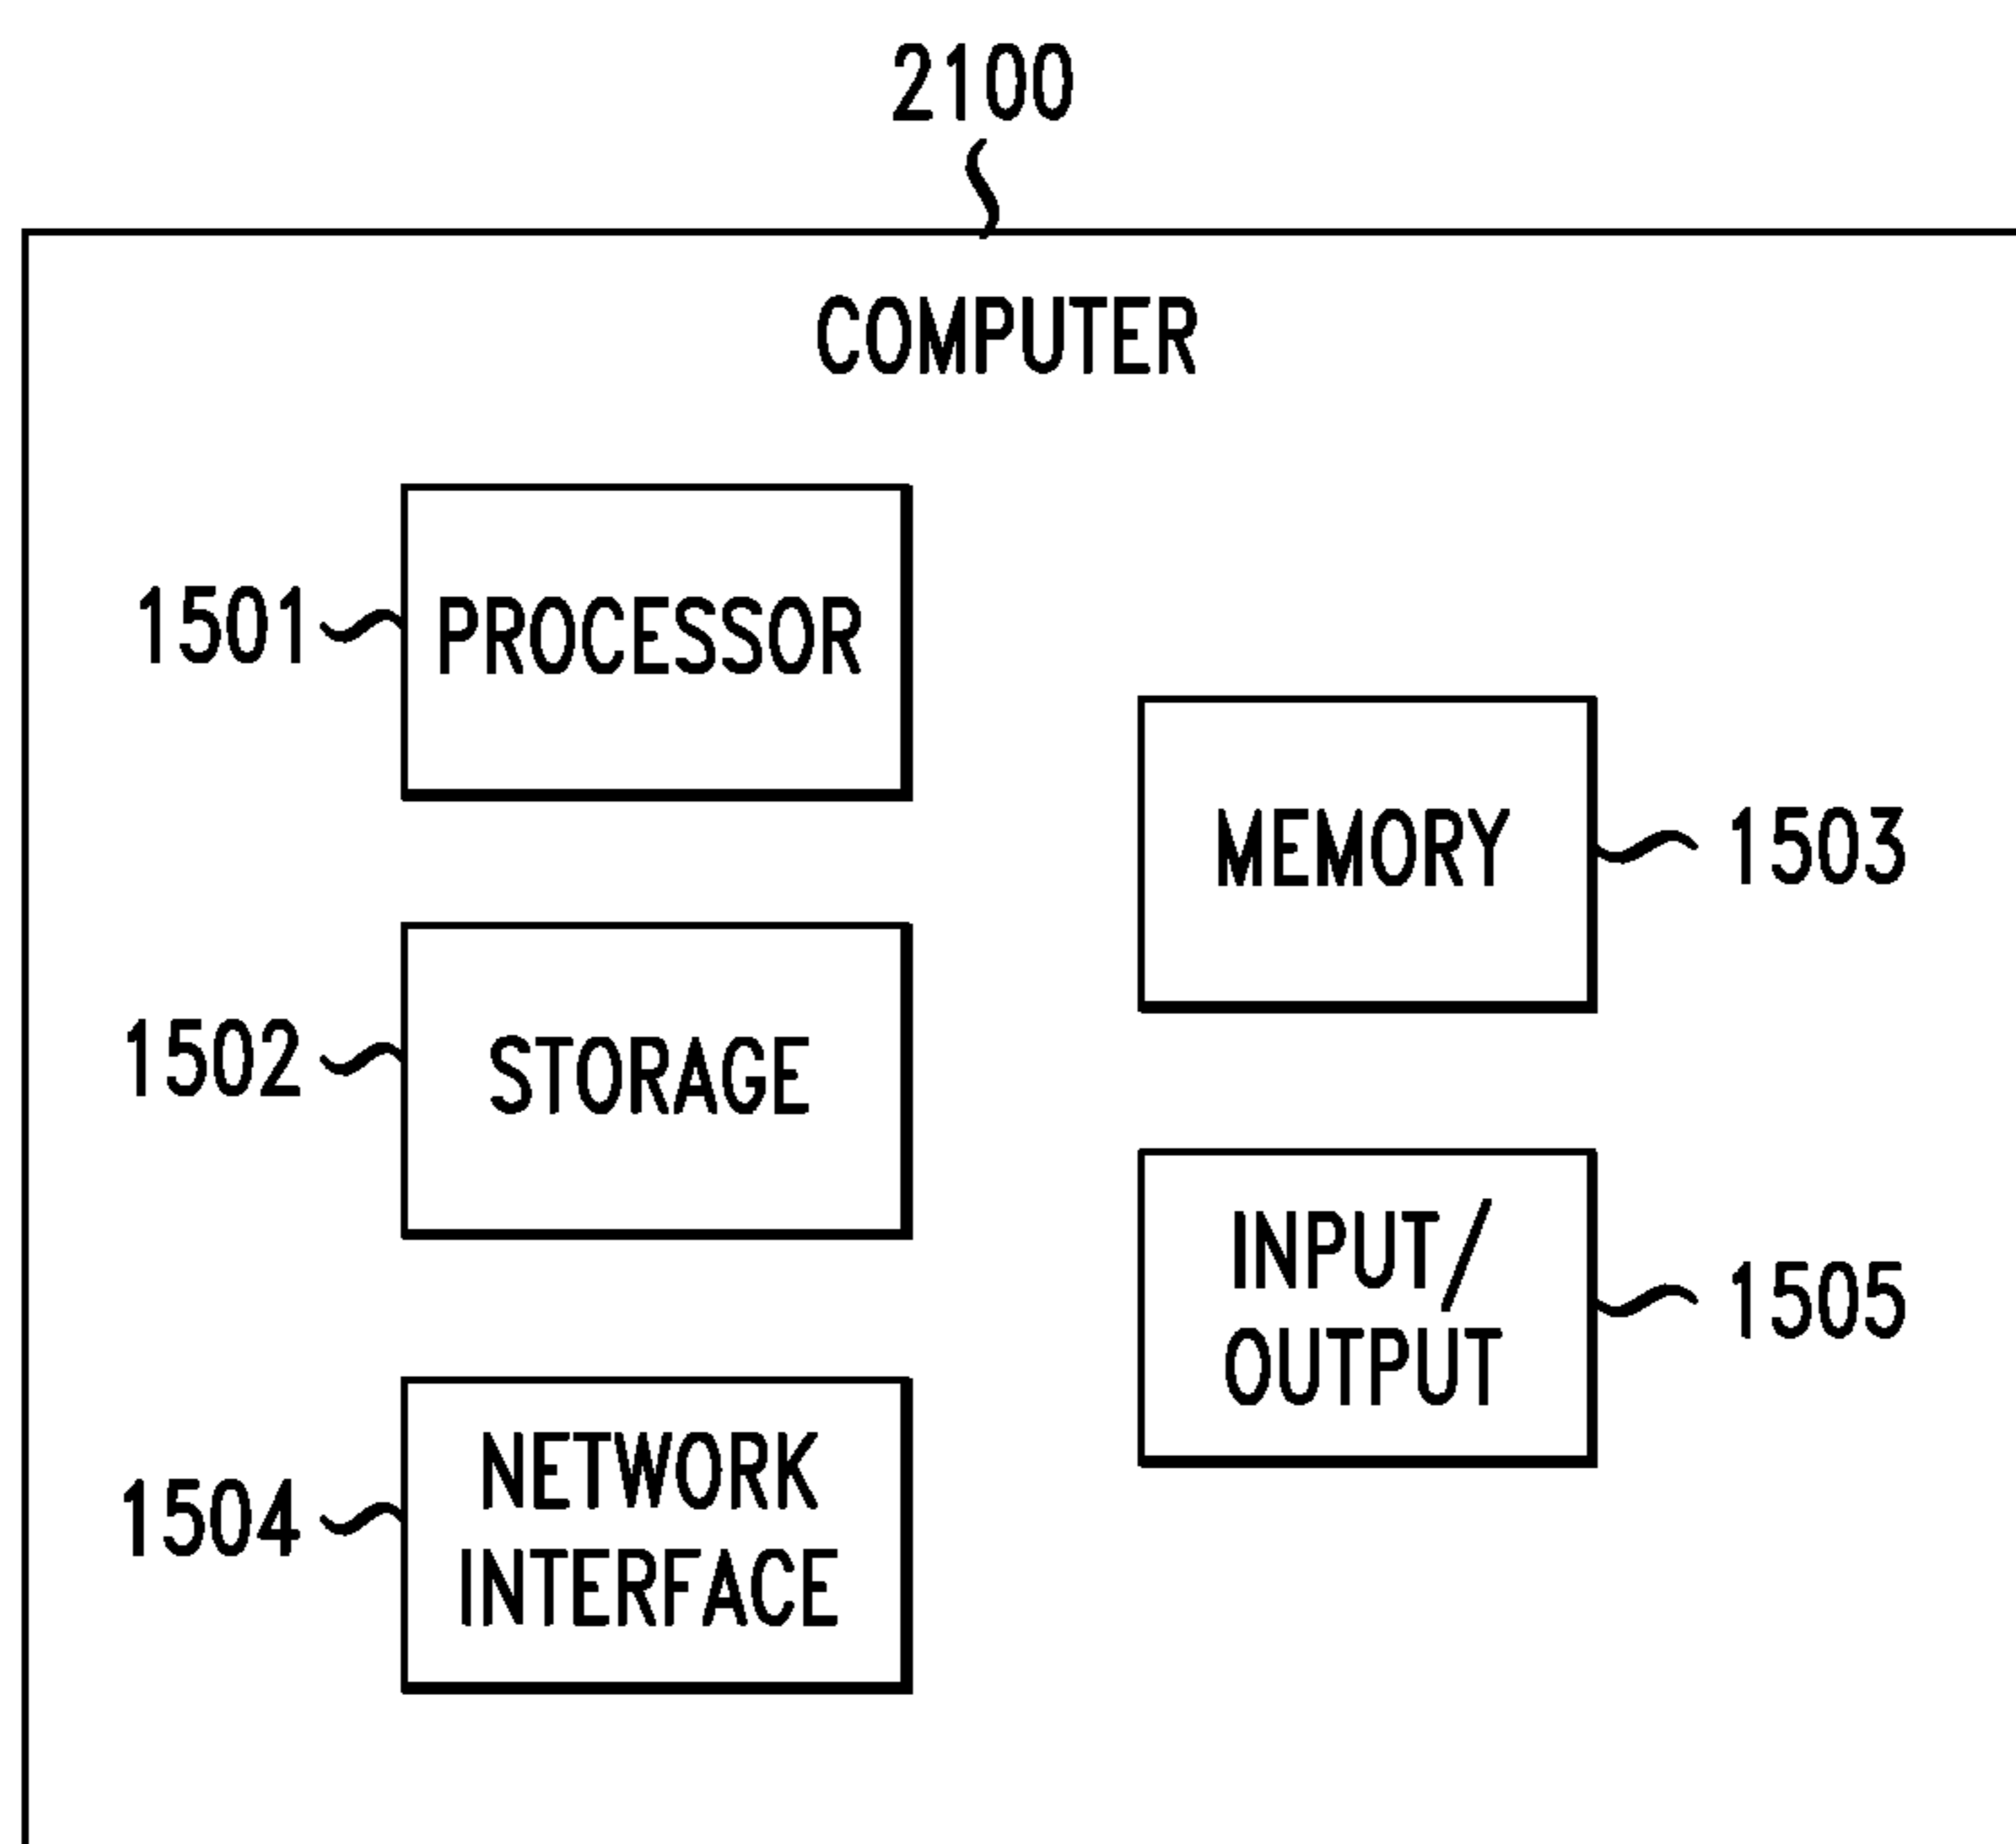 2100
COMPUTER
1501
PROCESSOR
MEMORY
1503
1502
STORAGE
INPUT/
OUTPUT
1505
1504
NETWORK
INTERFACE